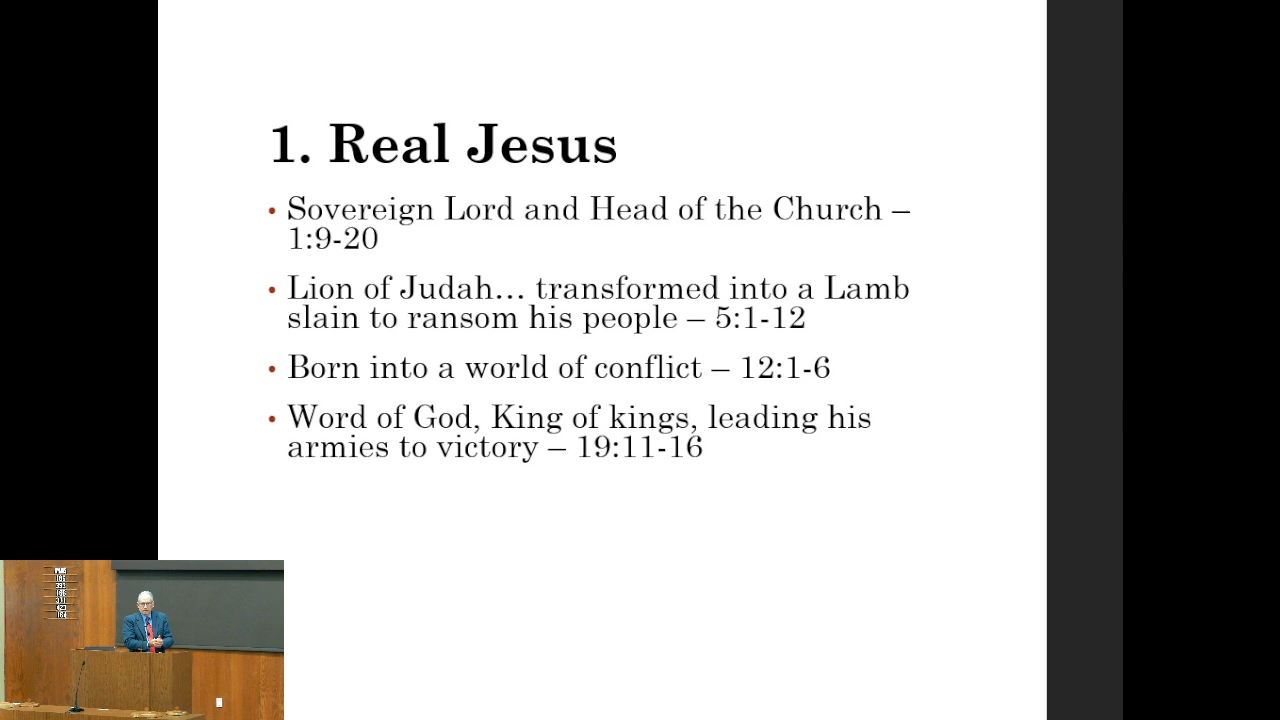 1. Real Jesus
• Sovereign Lord and Head of the Church –
1:9-20
• Lion of Judah… transformed into a Lamb
slain to ransom his people – 5:1-12
• Born into a world of conflict – 12:1-6
• Word of God, King of kings, leading his
armies to victory – 19:11-16